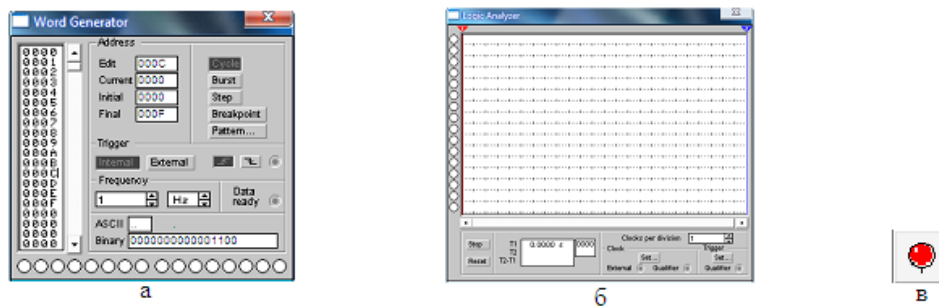 Word Generator
0000
0001
0002
0003
0004
0005
0006
0007
0008
0009
000A
000B
000C
000D
000E
000F
0000
0000
0000
0000
Address
Edit 000C
Current 0000
Initial 0000
Final 000F
Cycle
Burst
Step
Breakpoint
Pattern...
Trigger
Internal External
Frequency
1 Hz
Data ready
ASCII ..
Binary 0000000000001100
а
Logic Analyzer
1 2
Stop
Reset
T1 0.0000 s 0000
T2
T2-T1
Clocks per division 1
Clock
Set...
External Qualifier
Trigger
Set...
Qualifier
б
в